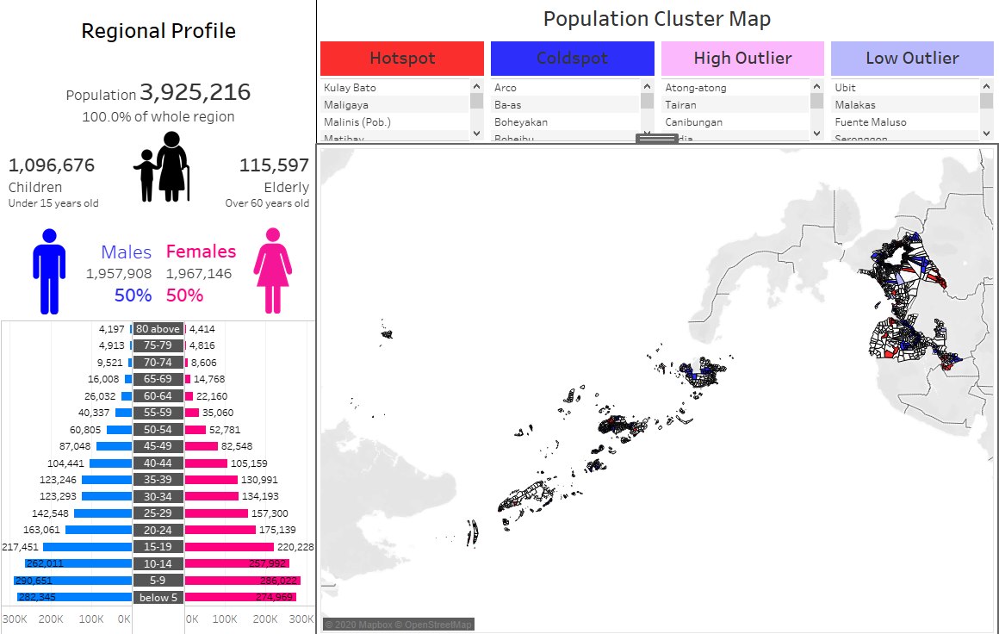 Regional Profile
Population 3,925,216
100.0% of whole region
1,096,676
Children
Under 15 years old
115,597
Elderly
Over 60 years old
Males
1,957,908
50%
Females
1,967,146
50%
4,197 80 above 4,414
4,913 75-79 4,816
9,521 70-74 8,606
16,008 65-69 14,768
26,032 60-64 22,160
40,337 55-59 35,060
60,805 50-54 52,781
87,048 45-49 82,548
104,441 40-44 105,159
123,246 35-39 130,991
123,293 30-34 134,193
142,548 25-29 157,300
163,061 20-24 175,139
217,451 15-19 220,228
262,011 10-14 257,992
290,651 5-9 286,022
282,345 below 5 274,969
300K 200K 100K 0K 0K 100K 200K 300K
Population Cluster Map
Hotspot
Kulay Bato
Maligaya
Malinis (Pob.)
Matibay
Coldspot
Arco
Ba-as
Boheyakan
Boheibu
High Outlier
Atong-atong
Tairan
Canibungan
Low Outlier
Ubit
Malakas
Fuente Maluso
Seronggon
© 2020 Mapbox © OpenStreetMap